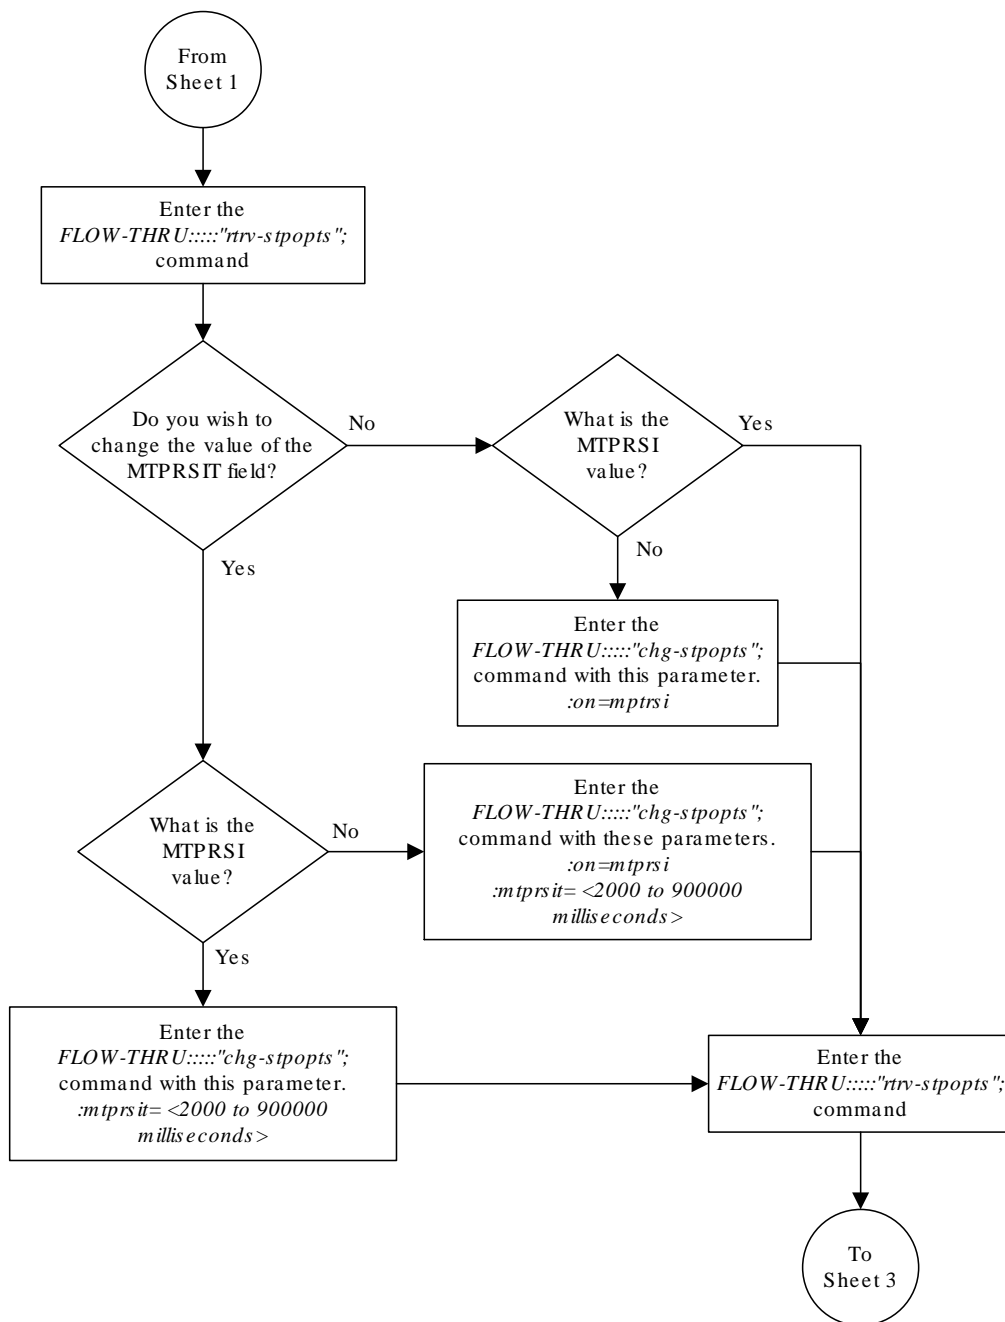 From
Sheet 1
Enter the
FLOW-THRU:::::"rtrv-stpopts";
command
Do you wish to
change the value of the
MTPRSIT field?
No
What is the
MTPRSI
value?
Yes
No
Yes
Enter the
FLOW-THRU:::::"chg-stpopts";
command with this parameter.
:on=mptrsi
What is the
MTPRSI
value?
No
Enter the
FLOW-THRU:::::"chg-stpopts";
command with these parameters.
:on=mtprsi
:mtprsit= <2000 to 900000
milliseconds>
Yes
Enter the
FLOW-THRU:::::"chg-stpopts";
command with this parameter.
:mtprsit= <2000 to 900000
milliseconds>
Enter the
FLOW-THRU:::::"rtrv-stpopts";
command
To
Sheet 3